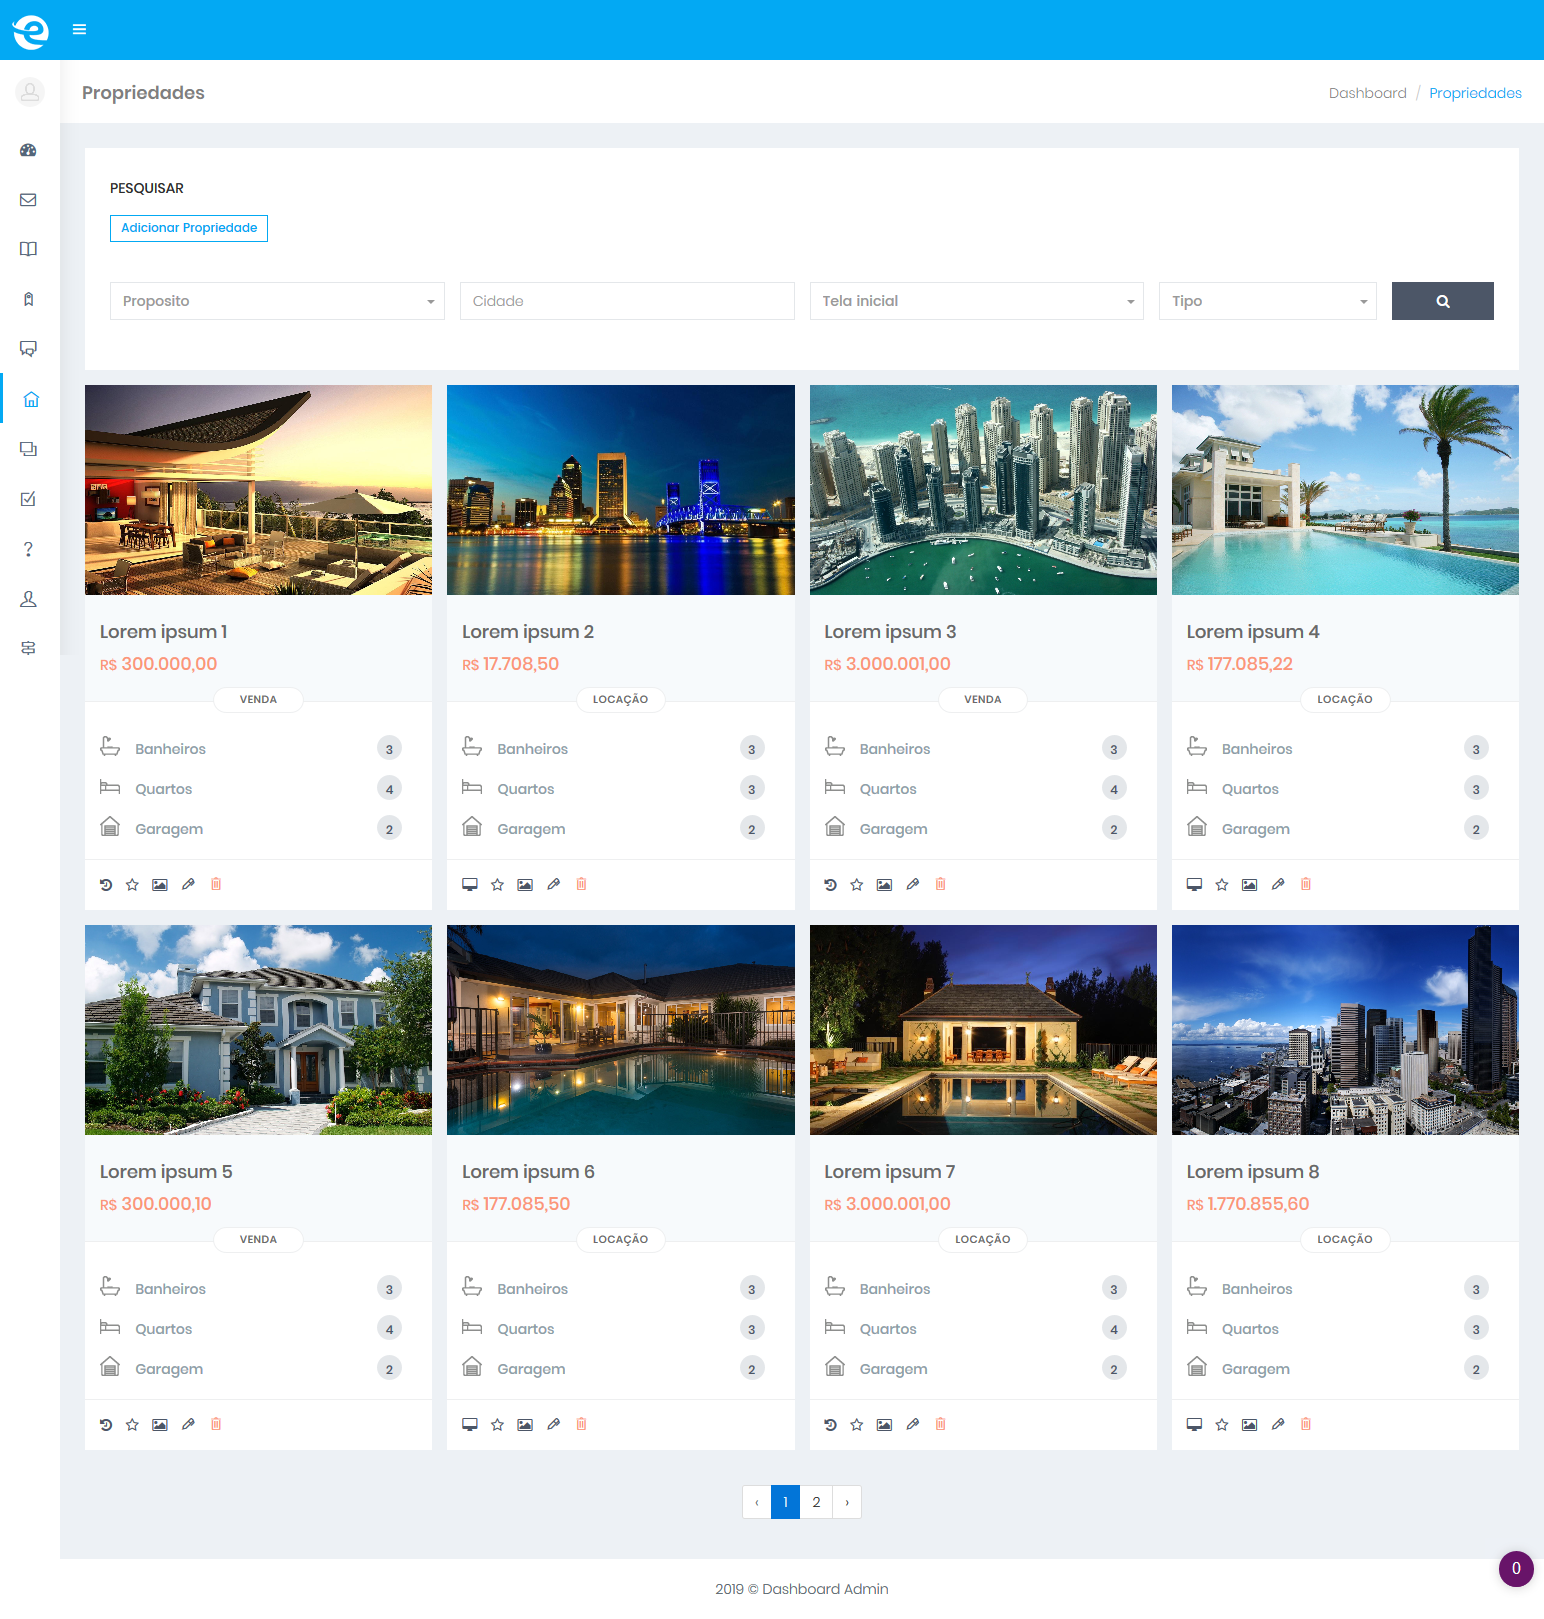 Propriedades
Dashboard / Propriedades
PESQUISAR
Adicionar Propriedade
Proposito
Cidade
Tela inicial
Tipo
Lorem ipsum 1
R$ 300.000,00
VENDA
Banheiros 3
Quartos 4
Garagem 2
Lorem ipsum 2
R$ 17.708,50
LOCAÇÃO
Banheiros 3
Quartos 3
Garagem 2
Lorem ipsum 3
R$ 3.000.001,00
VENDA
Banheiros 3
Quartos 4
Garagem 2
Lorem ipsum 4
R$ 177.085,22
LOCAÇÃO
Banheiros 3
Quartos 3
Garagem 2
Lorem ipsum 5
R$ 300.000,10
VENDA
Banheiros 3
Quartos 4
Garagem 2
Lorem ipsum 6
R$ 177.085,50
LOCAÇÃO
Banheiros 3
Quartos 3
Garagem 2
Lorem ipsum 7
R$ 3.000.001,00
LOCAÇÃO
Banheiros 3
Quartos 4
Garagem 2
Lorem ipsum 8
R$ 1.770.855,60
LOCAÇÃO
Banheiros 3
Quartos 3
Garagem 2
‹ 1 2 ›
0
2019 © Dashboard Admin